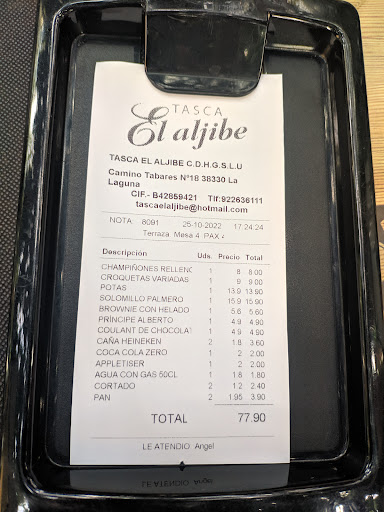 TASCA
El aljibe
TASCA EL ALJIBE C.D.H.G.S.L.U
Camino Tabares Nº18 38330 La
Laguna
CIF.- B42859421 Tlf:922636111
tascaelaljibe@hotmail.com
NOTA: 8091 25-10-2022 17:24:24
Terraza Mesa 4 PAX 4
Descripción Uds. Precio Total
CHAMPIÑONES RELLENO 1 8 8.00
CROQUETAS VARIADAS 1 9 9.00
POTAS 1 13.9 13.90
SOLOMILLO PALMERO 1 15.9 15.90
BROWNIE CON HELADO 1 5.6 5.60
PRINCIPE ALBERTO 1 4.9 4.90
COULANT DE CHOCOLAT 1 4.9 4.90
CAÑA HEINEKEN 2 1.8 3.60
COCA COLA ZERO 1 2 2.00
APPLETISER 1 2 2.00
AGUA CON GAS 50CL 1 1.8 1.80
CORTADO 2 1.2 2.40
PAN 2 1.95 3.90
TOTAL 77.90
LE ATENDIO Angel